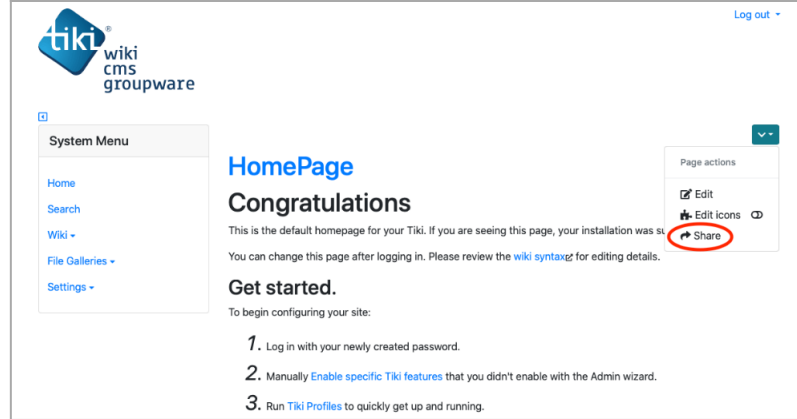 Log out
tiki®
wiki
cms
groupware
System Menu
Home
Search
Wiki
File Galleries
Settings
Page actions
Edit
Edit icons
Share
HomePage
Congratulations
This is the default homepage for your Tiki. If you are seeing this page, your installation was
You can change this page after logging in. Please review the wiki syntax for editing details.
Get started.
To begin configuring your site:
1. Log in with your newly created password.
2. Manually Enable specific Tiki features that you didn't enable with the Admin wizard.
3. Run Tiki Profiles to quickly get up and running.